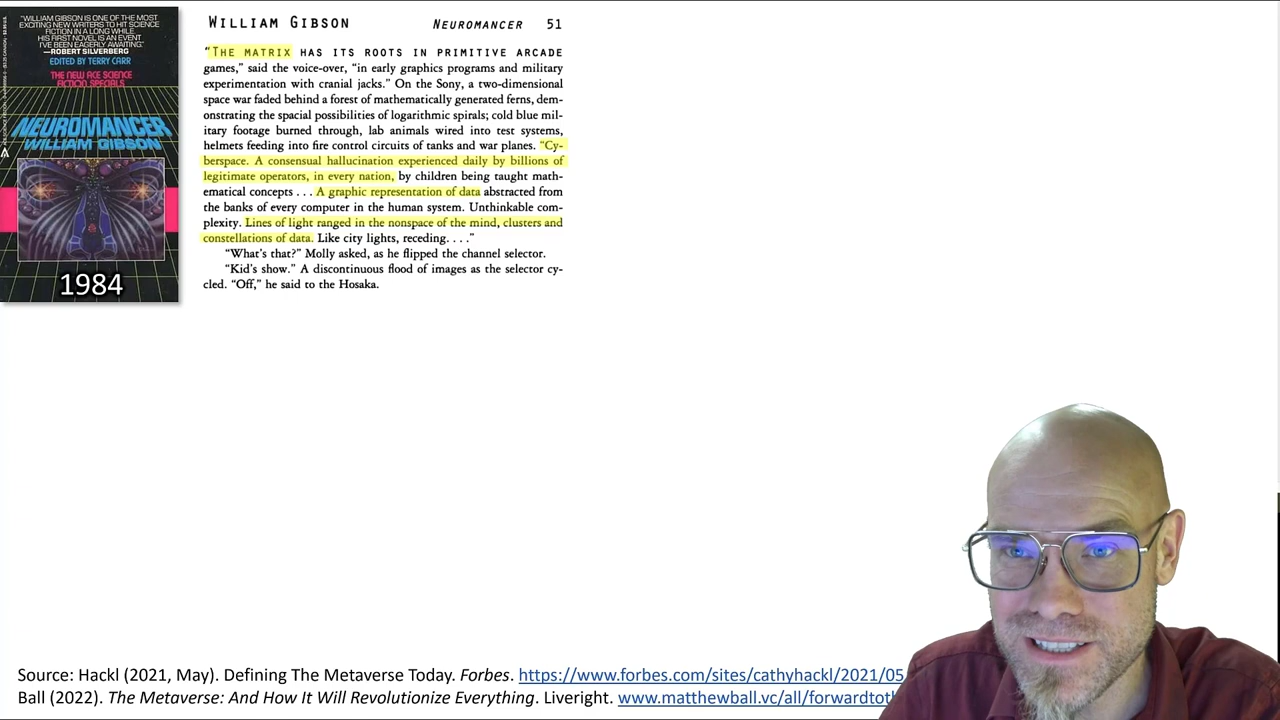 "WILLIAM GIBSON IS ONE OF THE MOST
EXCITING NEW WRITERS TO HIT SCIENCE
FICTION IN A LONG WHILE.
HIS FIRST NOVEL IS AN EVENT
I'VE BEEN EAGERLY AWAITING."
—ROBERT SILVERBERG
EDITED BY TERRY CARR
THE NEW ACE SCIENCE
FICTION SPECIALS
NEUROMANCER
WILLIAM GIBSON
1984
WILLIAM GIBSON NEUROMANCER 51
“THE MATRIX HAS ITS ROOTS IN PRIMITIVE ARCADE
games,” said the voice-over, “in early graphics programs and military
experimentation with cranial jacks.” On the Sony, a two-dimensional
space war faded behind a forest of mathematically generated ferns, dem-
onstrating the spacial possibilities of logarithmic spirals; cold blue mil-
itary footage burned through, lab animals wired into test systems,
helmets feeding into fire control circuits of tanks and war planes. “Cy-
berspace. A consensual hallucination experienced daily by billions of
legitimate operators, in every nation, by children being taught math-
ematical concepts . . . A graphic representation of data abstracted from
the banks of every computer in the human system. Unthinkable com-
plexity. Lines of light ranged in the nonspace of the mind, clusters and
constellations of data. Like city lights, receding. . . .”
“What's that?” Molly asked, as he flipped the channel selector.
“Kid's show.” A discontinuous flood of images as the selector cy-
cled. “Off,” he said to the Hosaka.
Source: Hackl (2021, May). Defining The Metaverse Today. Forbes. https://www.forbes.com/sites/cathyhackl/2021/05
Ball (2022). The Metaverse: And How It Will Revolutionize Everything. Liveright. www.matthewball.vc/all/forwardtoth